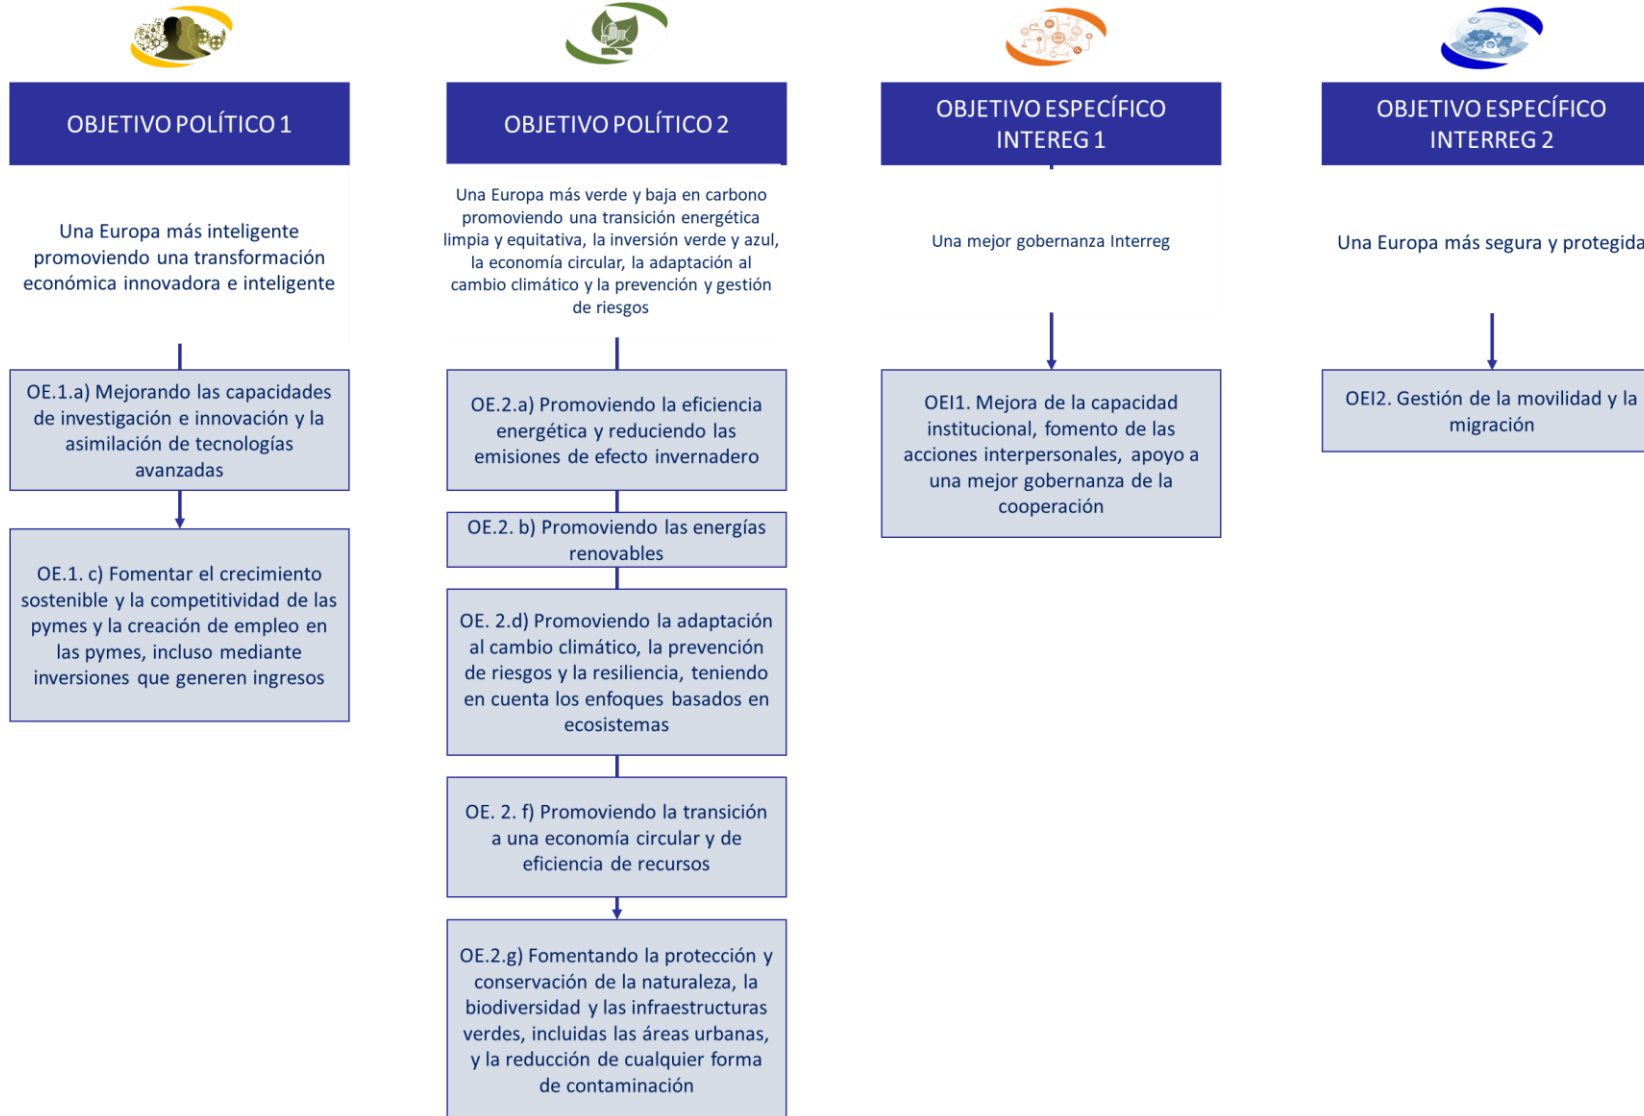 OBJETIVO POLÍTICO 1
Una Europa más inteligente
promoviendo una transformación
económica innovadora e inteligente
OE.1.a) Mejorando las capacidades
de investigación e innovación y la
asimilación de tecnologías
avanzadas
OE.1. c) Fomentar el crecimiento
sostenible y la competitividad de las
pymes y la creación de empleo en
las pymes, incluso mediante
inversiones que generen ingresos
OBJETIVO POLÍTICO 2
Una Europa más verde y baja en carbono
promoviendo una transición energética
limpia y equitativa, la inversión verde y azul,
la economía circular, la adaptación al
cambio climático y la prevención y gestión
de riesgos
OE.2.a) Promoviendo la eficiencia
energética y reduciendo las
emisiones de efecto invernadero
OE.2. b) Promoviendo las energías
renovables
OE. 2.d) Promoviendo la adaptación
al cambio climático, la prevención
de riesgos y la resiliencia, teniendo
en cuenta los enfoques basados en
ecosistemas
OE. 2. f) Promoviendo la transición
a una economía circular y de
eficiencia de recursos
OE.2.g) Fomentando la protección y
conservación de la naturaleza, la
biodiversidad y las infraestructuras
verdes, incluidas las áreas urbanas,
y la reducción de cualquier forma
de contaminación
OBJETIVO ESPECÍFICO
INTEREG 1
Una mejor gobernanza Interreg
OEI1. Mejora de la capacidad
institucional, fomento de las
acciones interpersonales, apoyo a
una mejor gobernanza de la
cooperación
OBJETIVO ESPECÍFICO
INTERREG 2
Una Europa más segura y protegida
OEI2. Gestión de la movilidad y la
migración